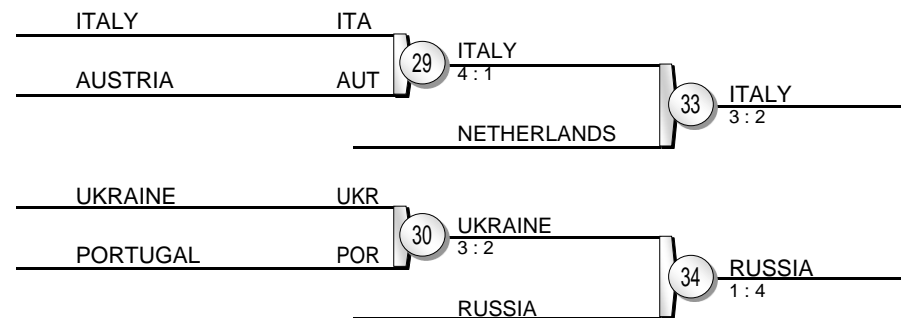 ITALY ITA
29 ITALY
4 : 1
AUSTRIA AUT
33 ITALY
3 : 2
NETHERLANDS
UKRAINE UKR
30 UKRAINE
3 : 2
PORTUGAL POR
34 RUSSIA
1 : 4
RUSSIA